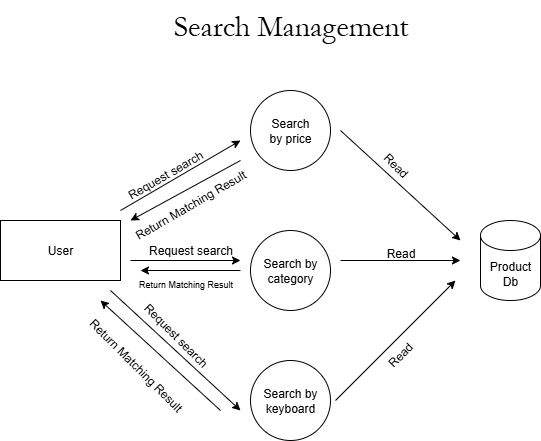 Search Management
Search
by price
Request search
Return Matching Result
Read
User
Request search
Return Matching Result
Search by
category
Read
Product
Db
Request search
Return Matching Result
Search by
keyboard
Read